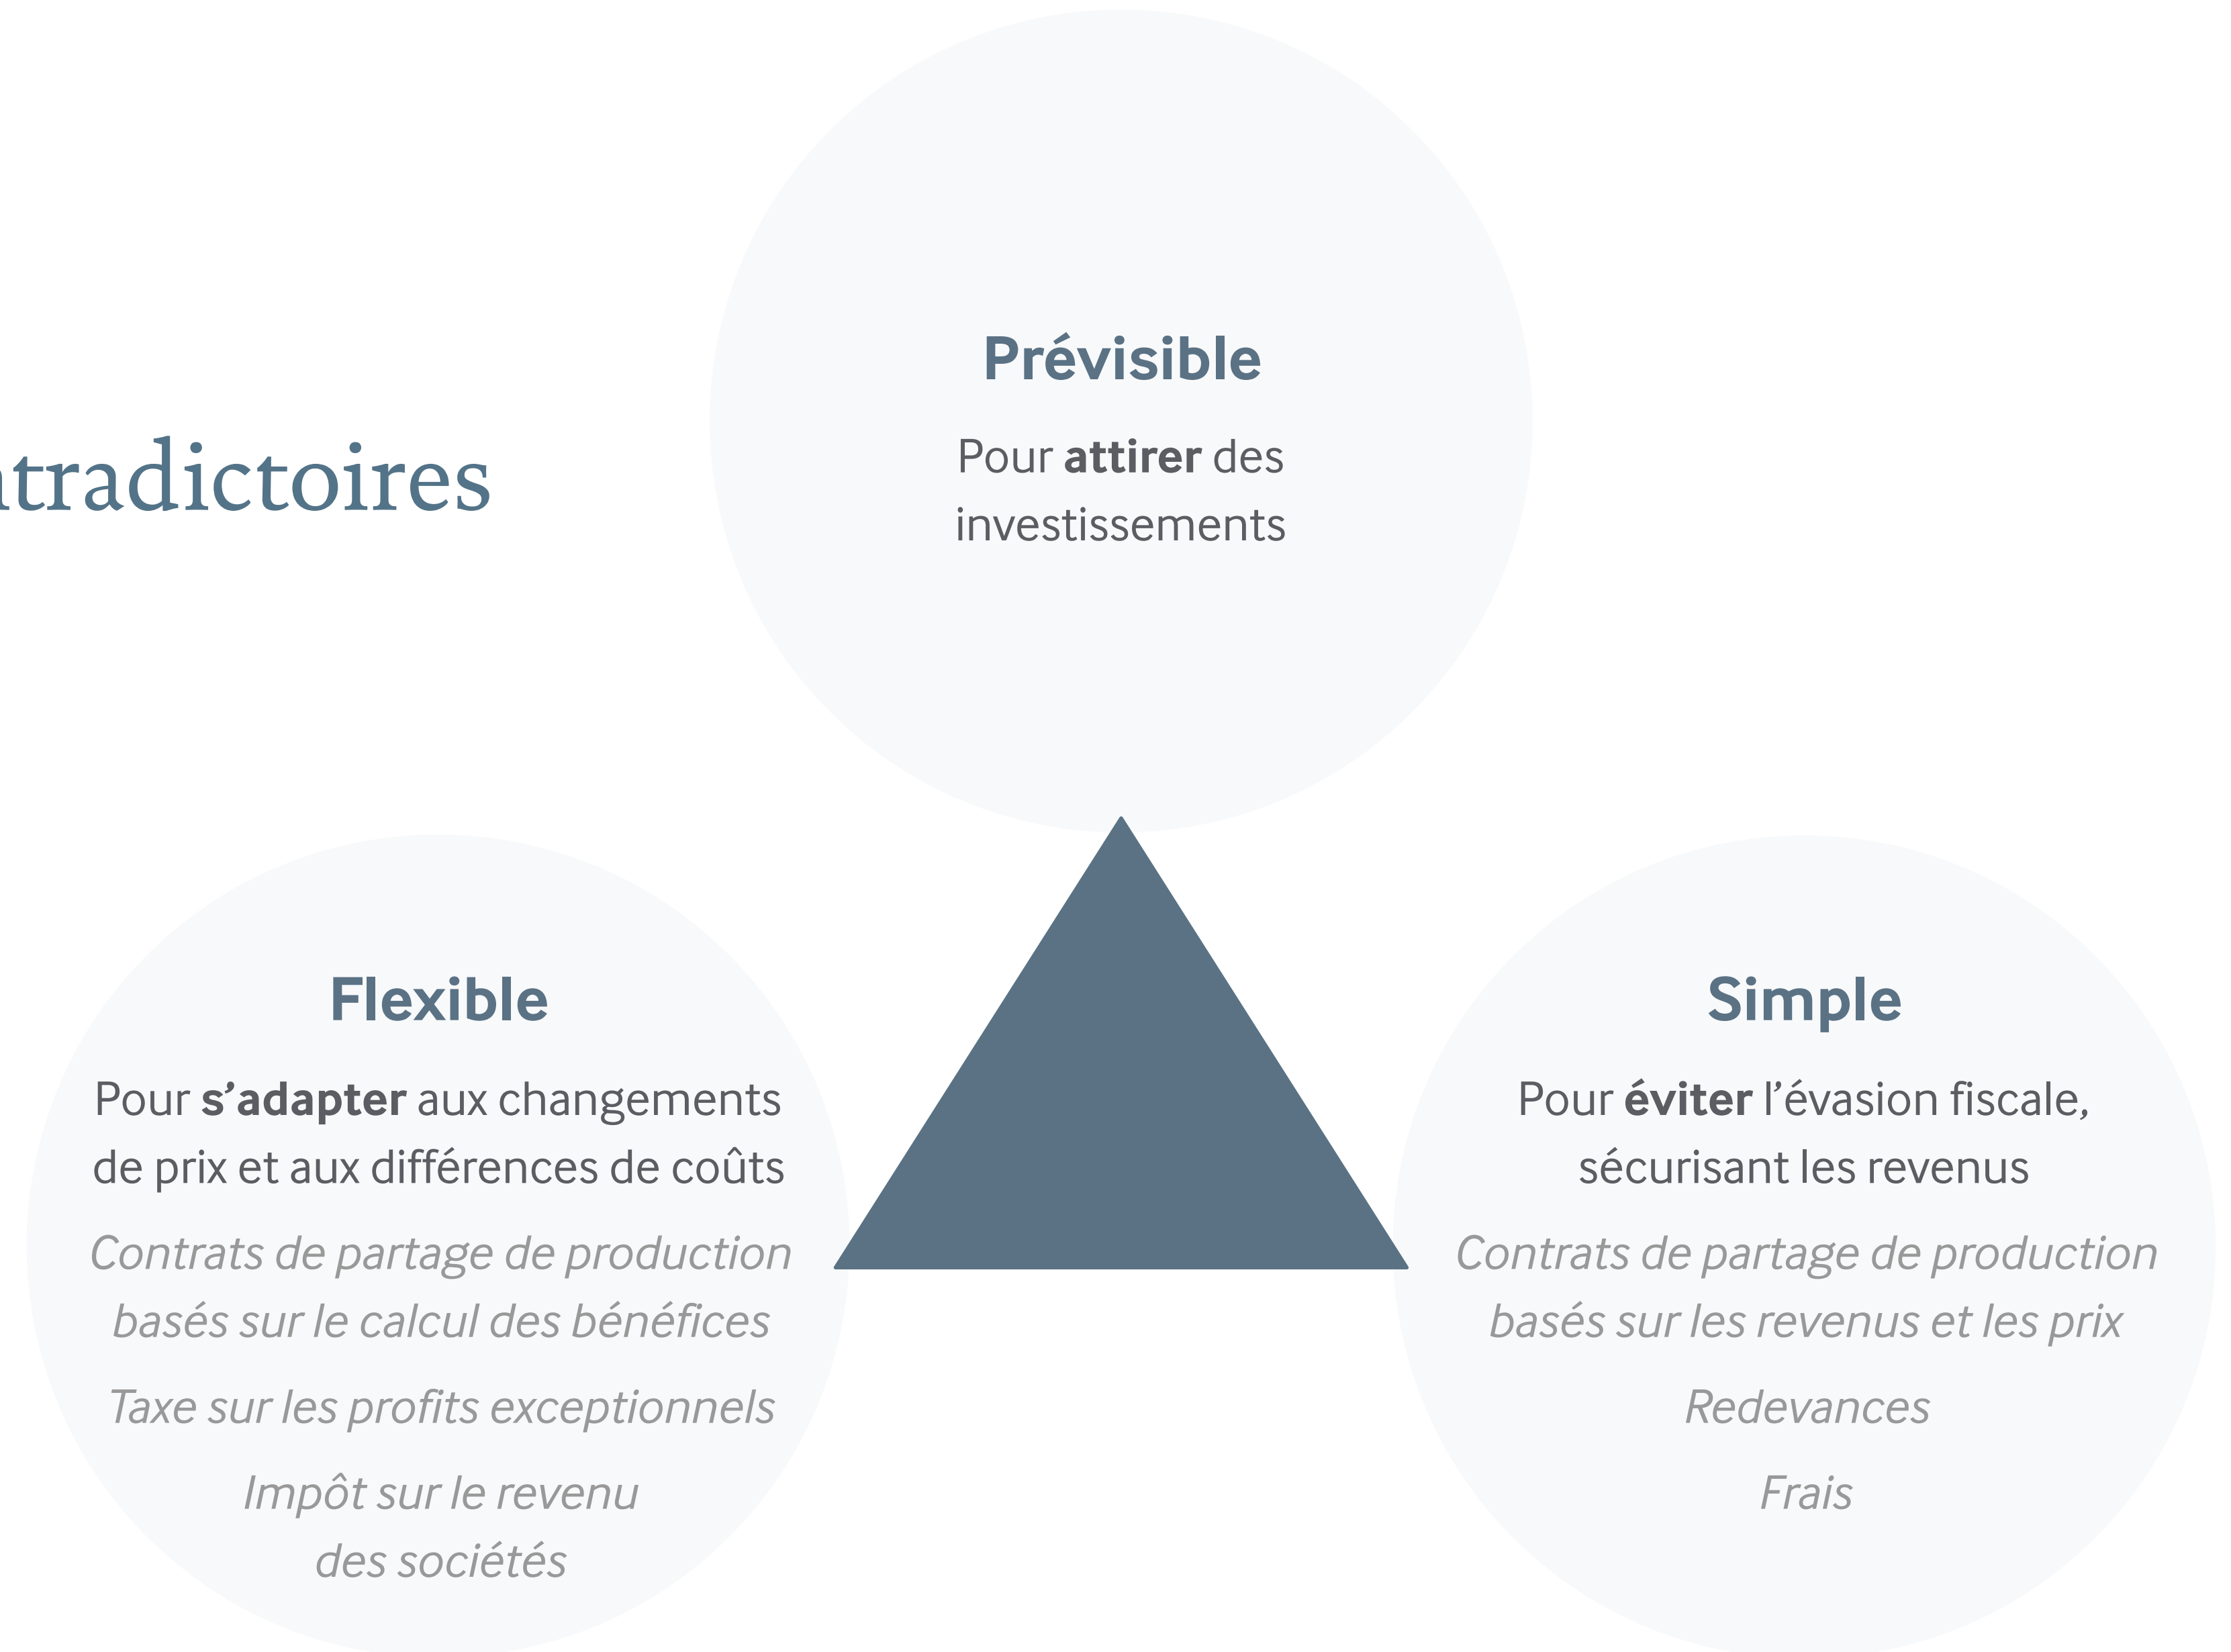 Prévisible
Pour attirer des
investissements
tradictoires
Flexible
Pour s’adapter aux changements
de prix et aux différences de coûts
Contrats de partage de production
basés sur le calcul des bénéfices
Taxe sur les profits exceptionnels
Impôt sur le revenu
des sociétés
Simple
Pour éviter l’évasion fiscale,
sécurisant les revenus
Contrats de partage de production
basés sur les revenus et les prix
Redevances
Frais